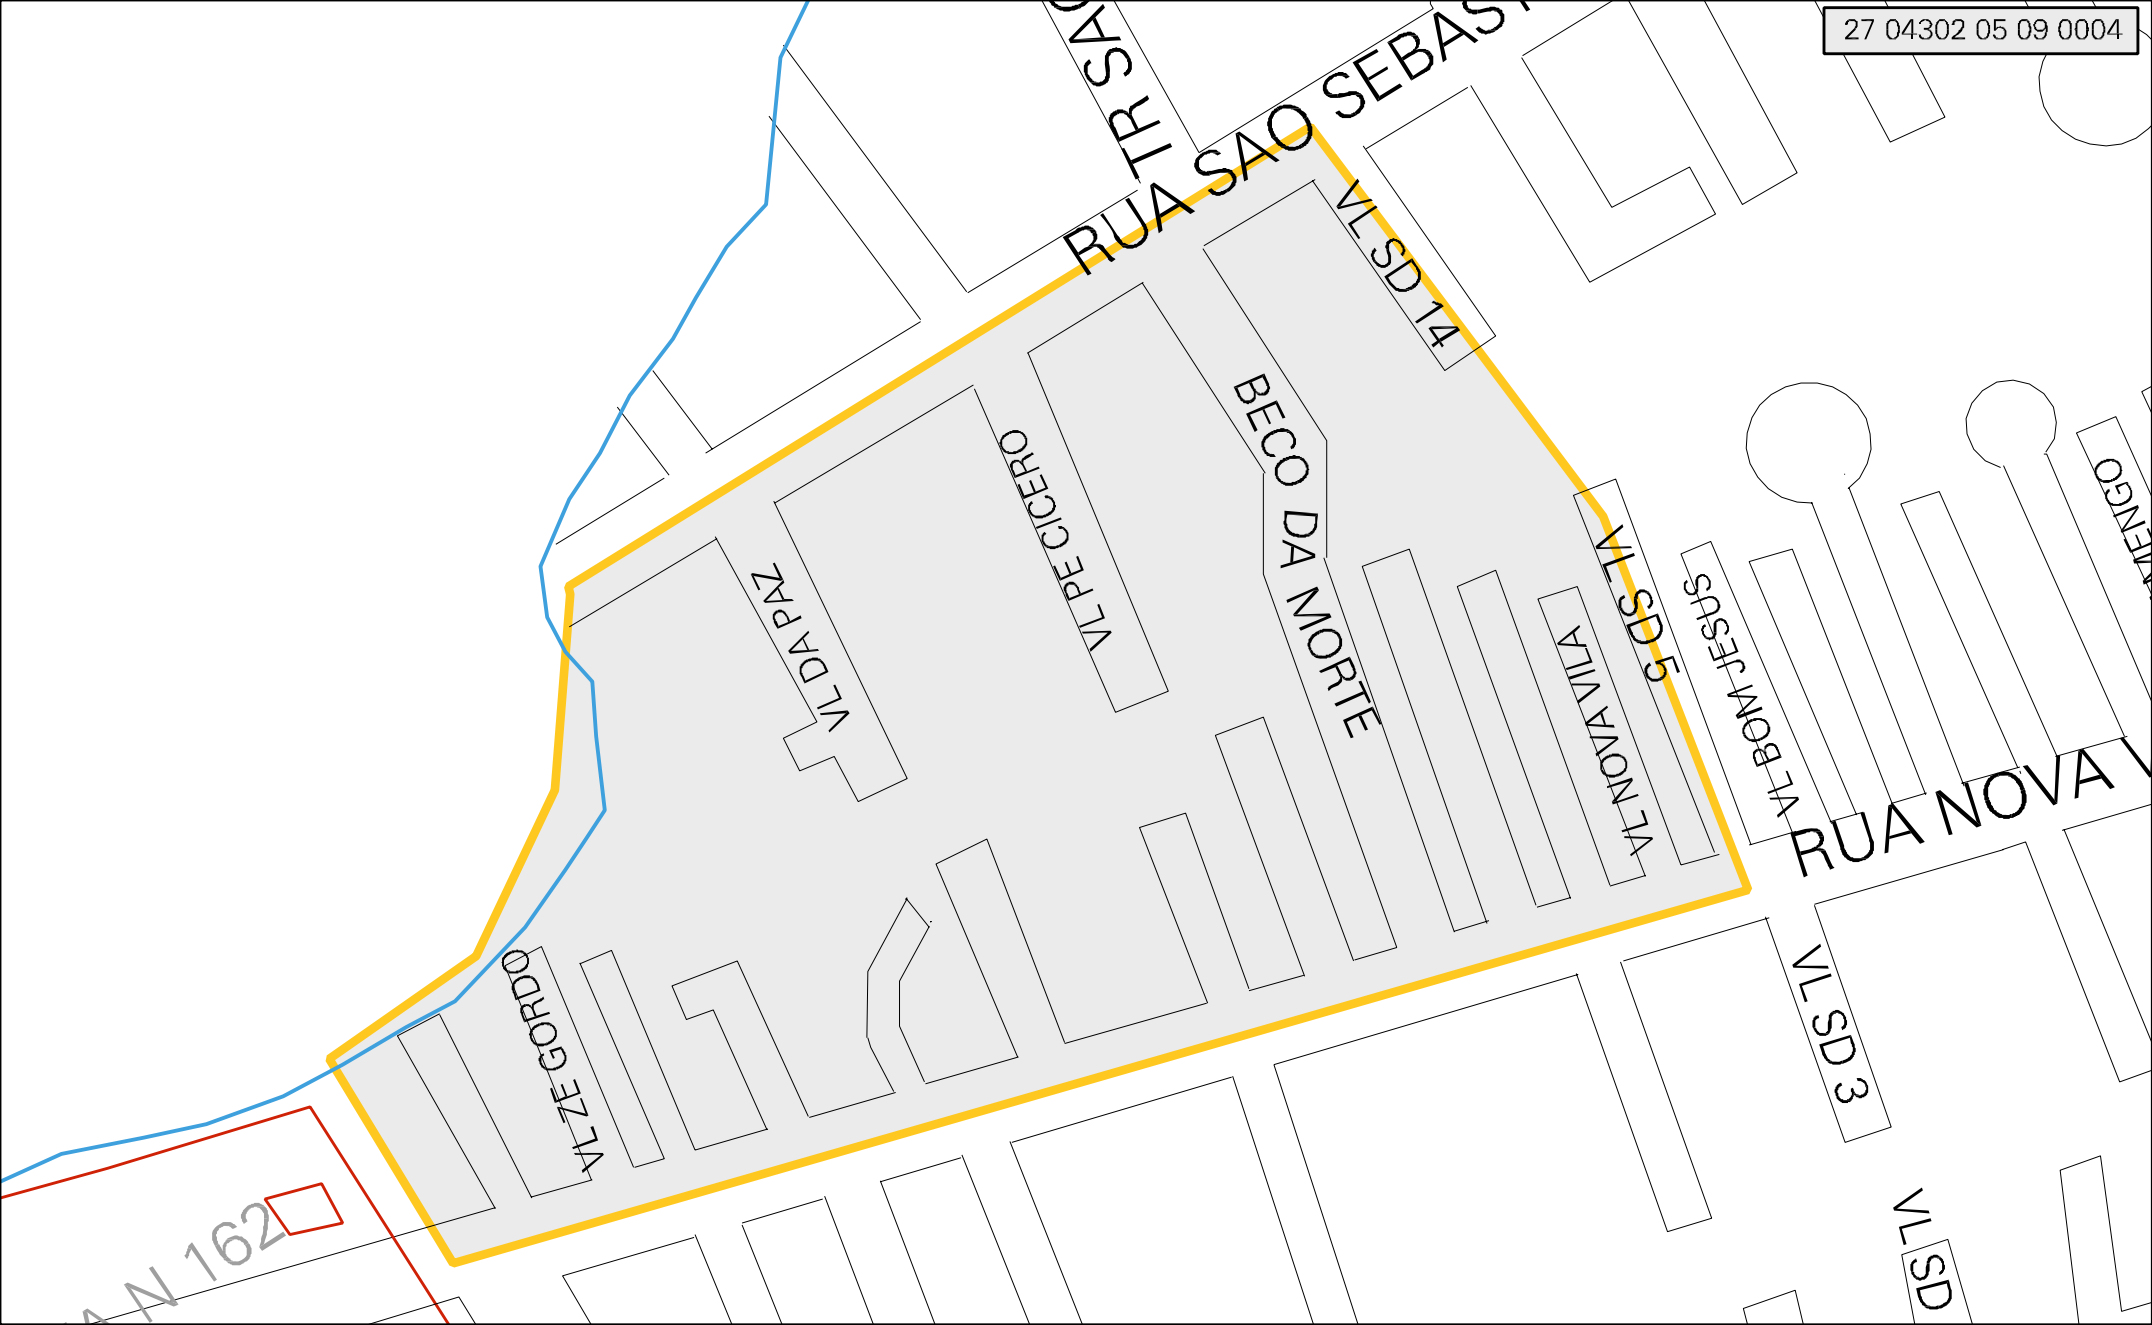 27 04302 05 09 0004
TR SAO
RUA SAO SEBAST
VL SD 14
BECO DA MORTE
VL PE CICERO
VL DA PAZ
VL SD 5
VL NOVA VILA
VL BOM JESUS
MENGO
RUA NOVA V
VL ZE GORDO
VL SD 3
VL SD
A N 162